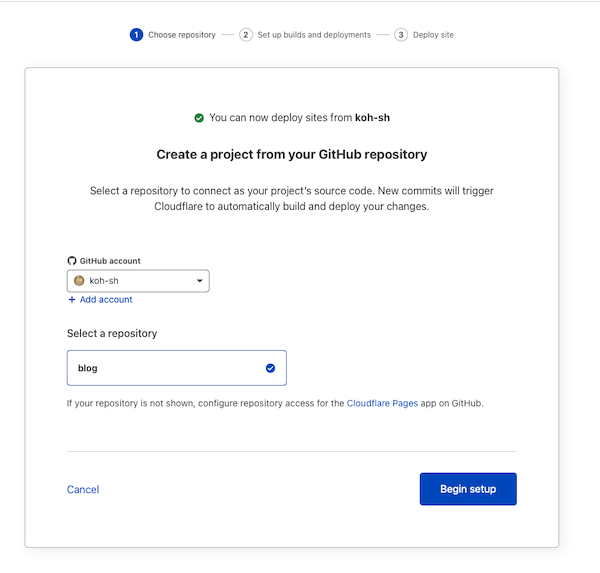 1 Choose repository 2 Set up builds and deployments 3 Deploy site
You can now deploy sites from koh-sh
Create a project from your GitHub repository
Select a repository to connect as your project's source code. New commits will trigger
Cloudflare to automatically build and deploy your changes.
GitHub account
koh-sh
+ Add account
Select a repository
blog
If your repository is not shown, configure repository access for the Cloudflare Pages app on GitHub.
Cancel
Begin setup